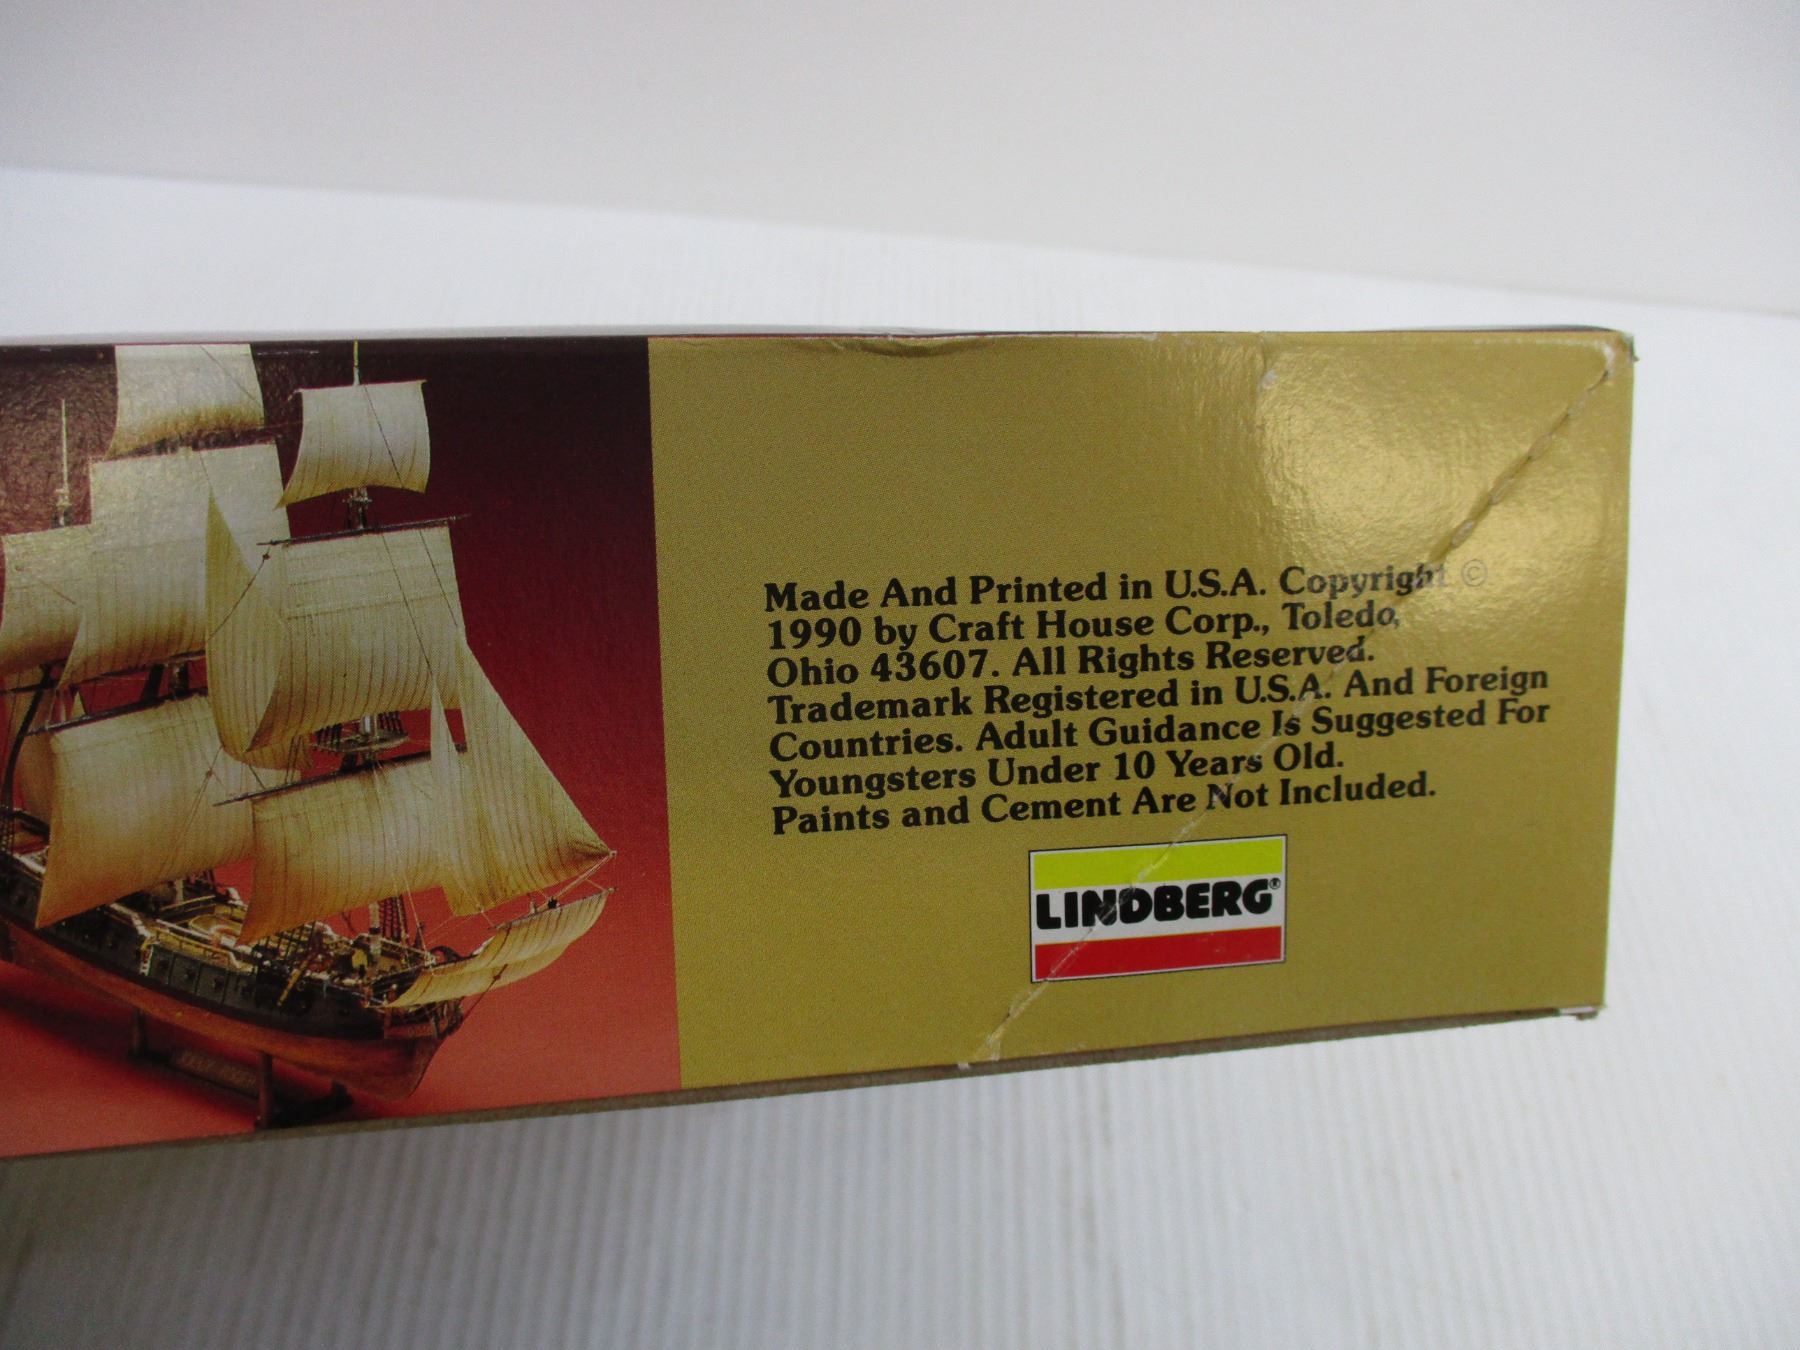 Made And Printed in U.S.A. Copyright ©
1990 by Craft House Corp., Toledo,
Ohio 43607. All Rights Reserved.
Trademark Registered in U.S.A. And Foreign
Countries. Adult Guidance Is Suggested For
Youngsters Under 10 Years Old.
Paints and Cement Are Not Included.
LINDBERG®